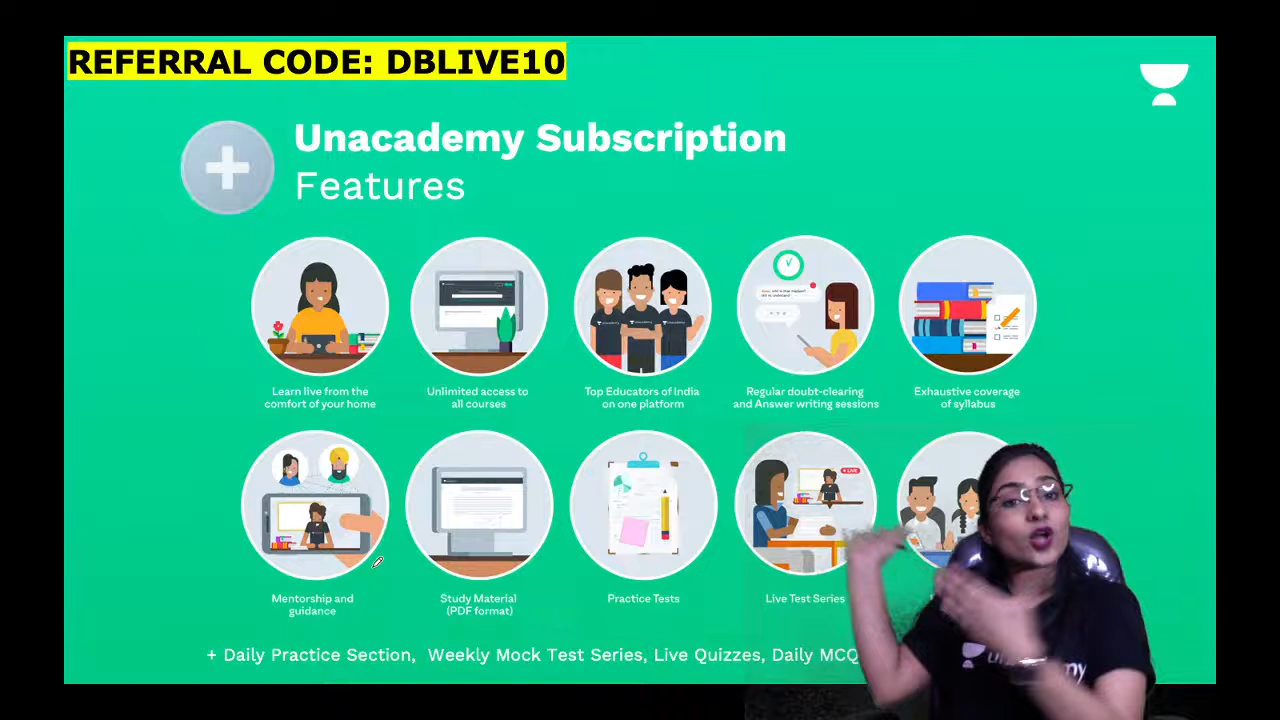 REFERRAL CODE: DBLIVE10
Unacademy Subscription
Features
Learn live from the
comfort of your home
Unlimited access to
all courses
Top Educators of India
on one platform
Regular doubt-clearing
and Answer writing sessions
Exhaustive coverage
of syllabus
LIVE
Mentorship and
guidance
Study Material
(PDF format)
Practice Tests
Live Test Series
+ Daily Practice Section, Weekly Mock Test Series, Live Quizzes, Daily MCQ